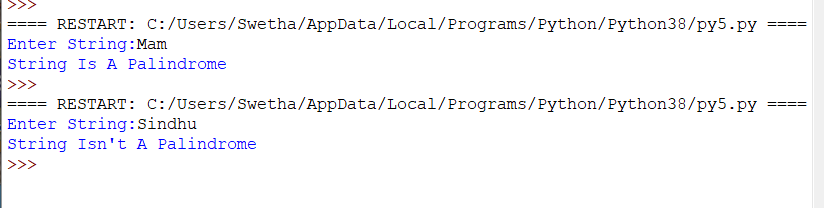 >>>
==== RESTART: C:/Users/Swetha/AppData/Local/Programs/Python/Python38/py5.py ====
Enter String:Mam
String Is A Palindrome
>>>
==== RESTART: C:/Users/Swetha/AppData/Local/Programs/Python/Python38/py5.py ====
Enter String:Sindhu
String Isn't A Palindrome
>>>